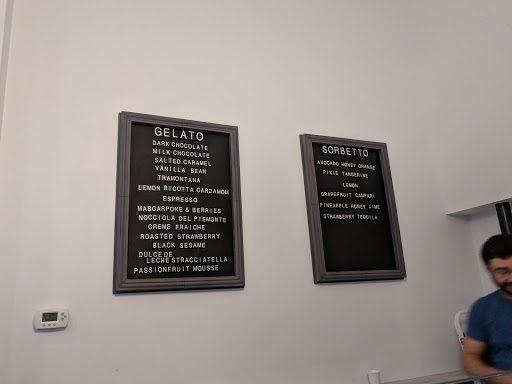 GELATO
DARK CHOCOLATE
MILK CHOCOLATE
SALTED CARAMEL
VANILLA BEAN
TRAMONTANA
LEMON RICOTTA CARDAMOM
ESPRESSO
MASCARPONE & BERRIES
NOCCIOLA DEL PIEMONTE
CREME FRAICHE
ROASTED STRAWBERRY
BLACK SESAME
DULCE DE
LECHE STRACCIATELLA
PASSIONFRUIT MOUSSE
SORBETTO
AVOCADO HONEY ORANGE
PIXIE TANGERINE
LEMON
GRAPEFRUIT CAMPARI
PINEAPPLE HONEY LIME
STRAWBERRY TEQUILA